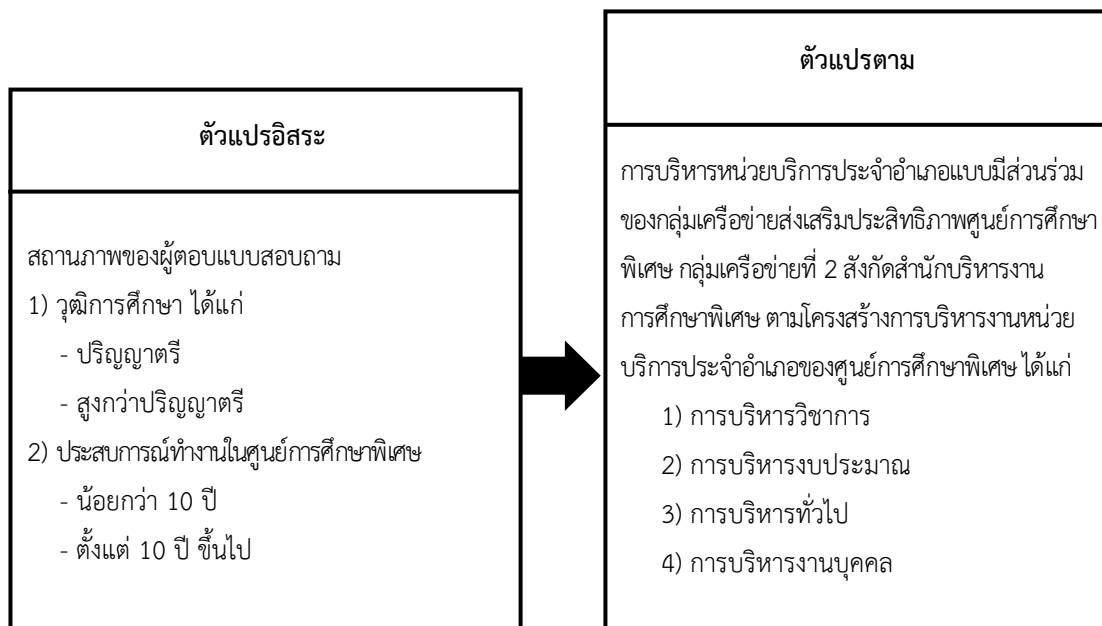 ตัวแปรอิสระ
สถานภาพของผู้ตอบแบบสอบถาม
1) วุฒิการศึกษา ได้แก่
- ปริญญาตรี
- สูงกว่าปริญญาตรี
2) ประสบการณ์ทำงานในศูนย์การศึกษาพิเศษ
- น้อยกว่า 10 ปี
- ตั้งแต่ 10 ปี ขึ้นไป
ตัวแปรตาม
การบริหารหน่วยบริการประจำอำเภอแบบมีส่วนร่วม
ของกลุ่มเครือข่ายส่งเสริมประสิทธิภาพศูนย์การศึกษา
พิเศษ กลุ่มเครือข่ายที่ 2 สังกัดสำนักบริหารงาน
การศึกษาพิเศษ ตามโครงสร้างการบริหารงานหน่วย
บริการประจำอำเภอของศูนย์การศึกษาพิเศษ ได้แก่
1) การบริหารวิชาการ
2) การบริหารงบประมาณ
3) การบริหารทั่วไป
4) การบริหารงานบุคคล